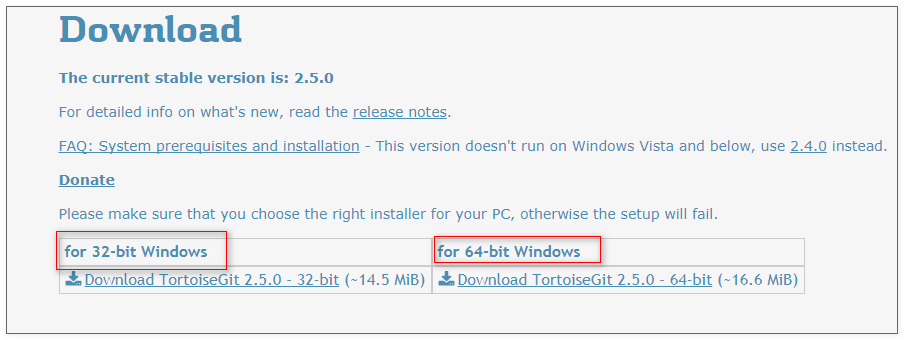 Download
The current stable version is: 2.5.0
For detailed info on what's new, read the release notes.
FAQ: System prerequisites and installation - This version doesn't run on Windows Vista and below, use 2.4.0 instead.
Donate
Please make sure that you choose the right installer for your PC, otherwise the setup will fail.
for 32-bit Windows for 64-bit Windows
Download TortoiseGit 2.5.0 - 32-bit (~14.5 MiB) Download TortoiseGit 2.5.0 - 64-bit (~16.6 MiB)